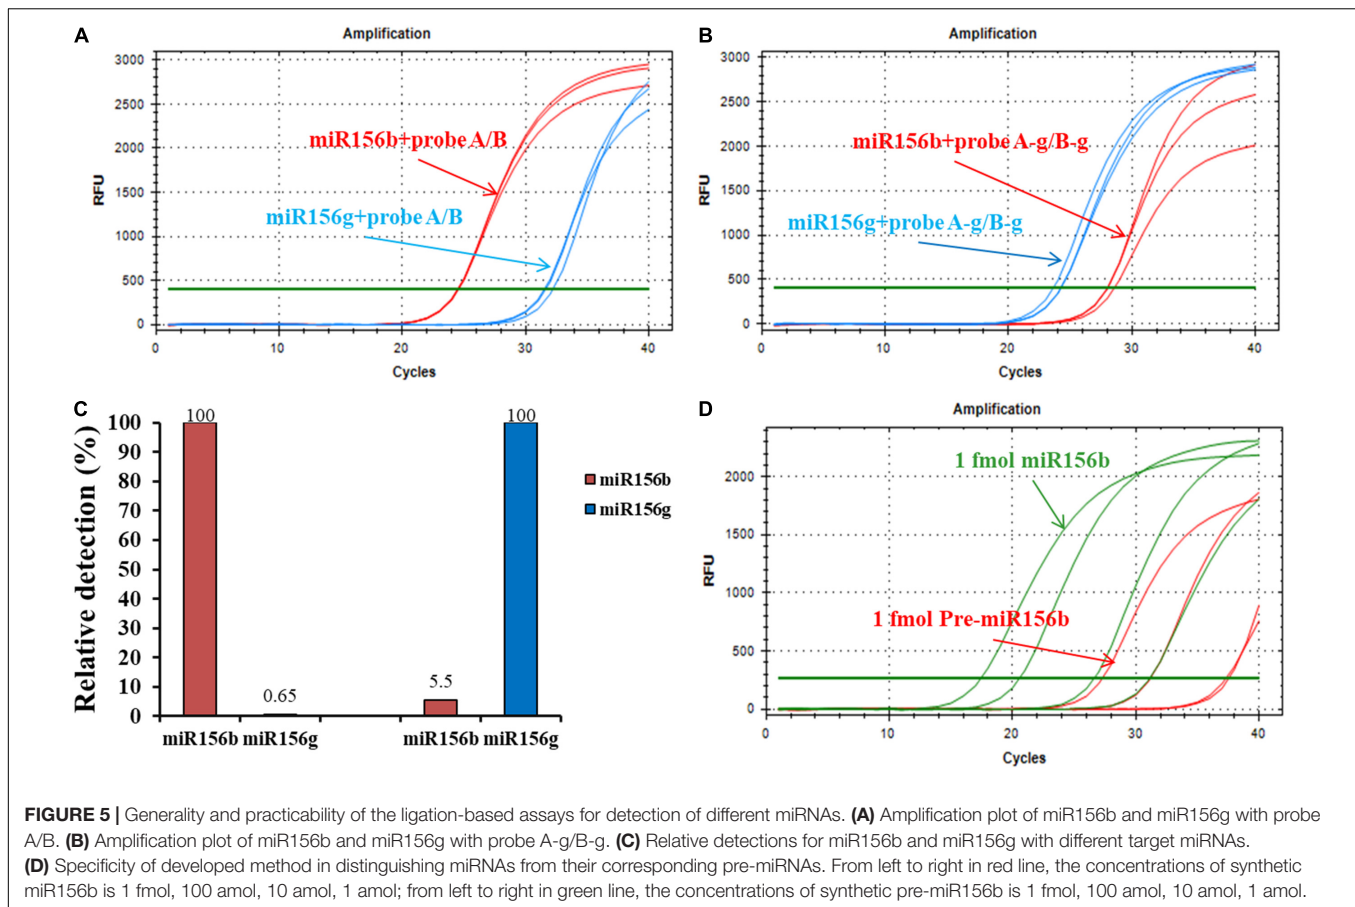 A
Amplification
3000
2500
2000
1500
1000
500
0
RFU
miR156b+probe A/B
miR156g+probe A/B
0 10 20 30 40
Cycles
B
Amplification
3000
2500
2000
1500
1000
500
0
RFU
miR156b+probe A-g/B-g
miR156g+probe A-g/B-g
0 10 20 30 40
Cycles
C
Relative detection (%)
100
90
80
70
60
50
40
30
20
10
0
100
0.65
5.5
100
miR156b miR156g miR156b miR156g
miR156b
miR156g
D
Amplification
2000
1500
1000
500
0
RFU
1 fmol miR156b
1 fmol Pre-miR156b
0 10 20 30 40
Cycles
FIGURE 5 | Generality and practicability of the ligation-based assays for detection of different miRNAs. (A) Amplification plot of miR156b and miR156g with probe
A/B. (B) Amplification plot of miR156b and miR156g with probe A-g/B-g. (C) Relative detections for miR156b and miR156g with different target miRNAs.
(D) Specificity of developed method in distinguishing miRNAs from their corresponding pre-miRNAs. From left to right in red line, the concentrations of synthetic
miR156b is 1 fmol, 100 amol, 10 amol, 1 amol; from left to right in green line, the concentrations of synthetic pre-miR156b is 1 fmol, 100 amol, 10 amol, 1 amol.